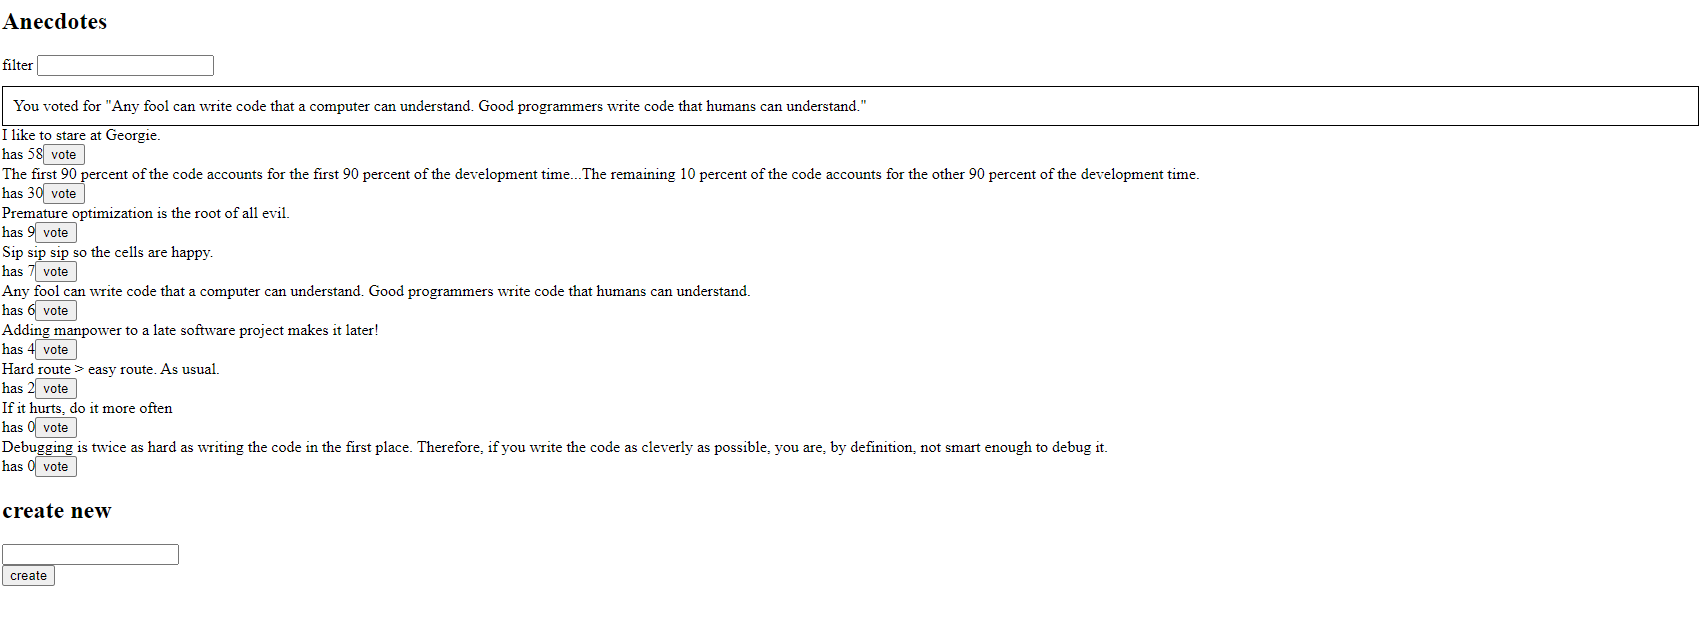 Anecdotes
filter
You voted for "Any fool can write code that a computer can understand. Good programmers write code that humans can understand."
I like to stare at Georgie.
has 58 vote
The first 90 percent of the code accounts for the first 90 percent of the development time...The remaining 10 percent of the code accounts for the other 90 percent of the development time.
has 30 vote
Premature optimization is the root of all evil.
has 9 vote
Sip sip sip so the cells are happy.
has 7 vote
Any fool can write code that a computer can understand. Good programmers write code that humans can understand.
has 6 vote
Adding manpower to a late software project makes it later!
has 4 vote
Hard route > easy route. As usual.
has 2 vote
If it hurts, do it more often
has 0 vote
Debugging is twice as hard as writing the code in the first place. Therefore, if you write the code as cleverly as possible, you are, by definition, not smart enough to debug it.
has 0 vote
create new
create